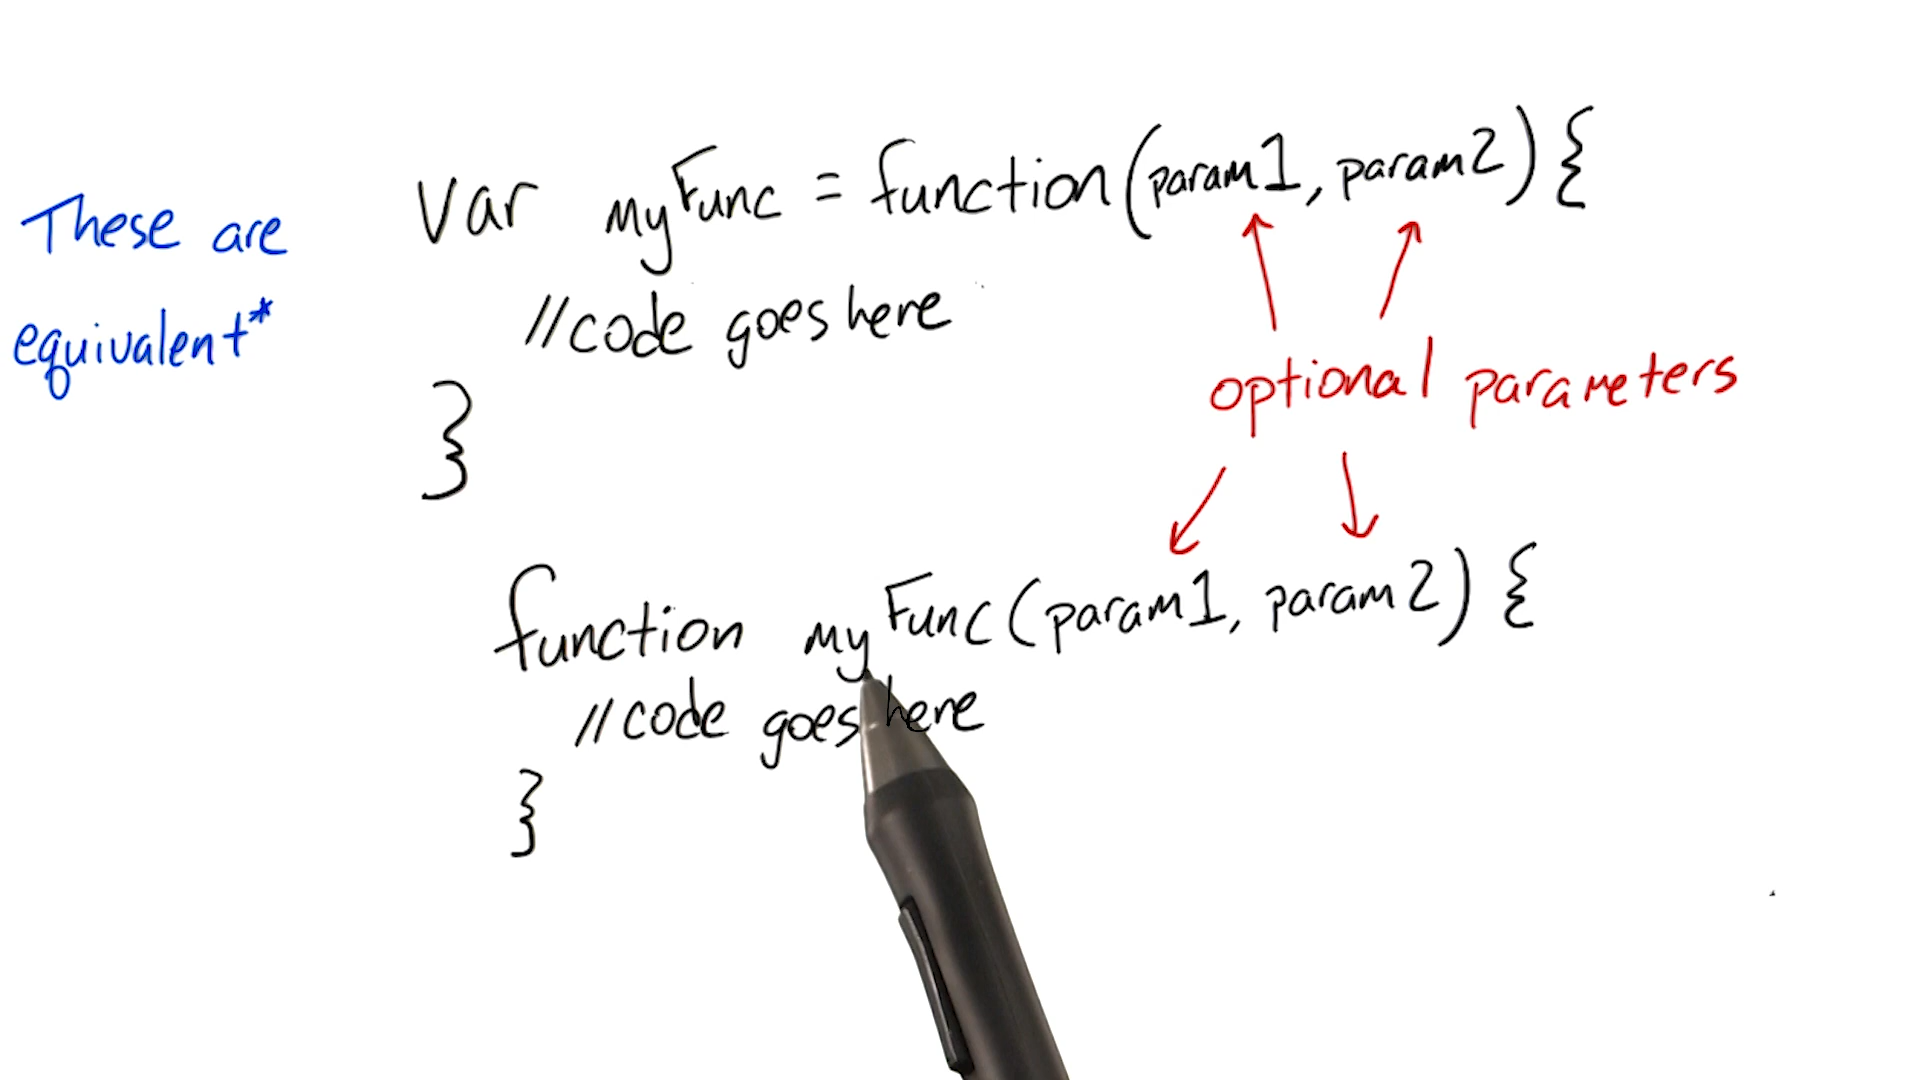 These are
equivalent*
var myFunc = function(param1, param2) {
//code goes here
}
optional parameters
function myFunc(param1, param2) {
//code goes here
}